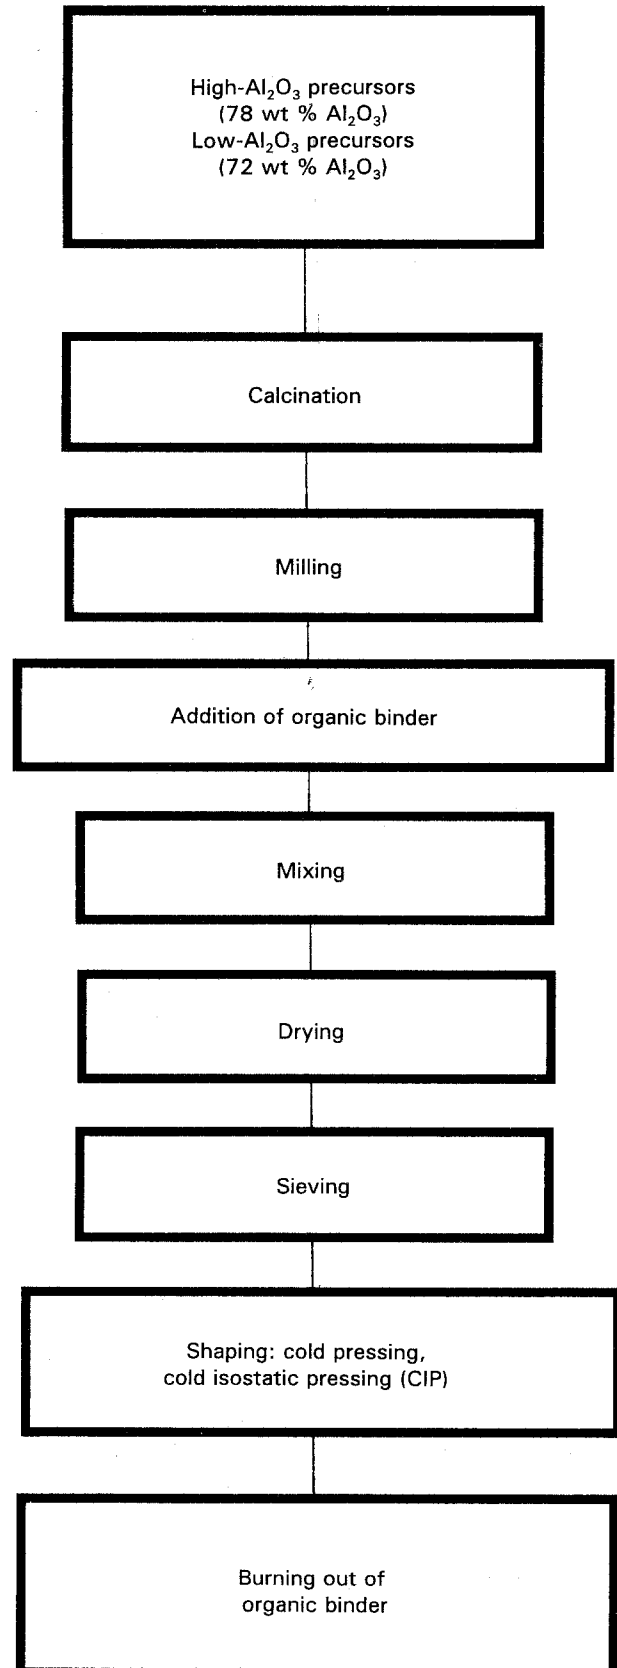 High-Al₂O₃ precursors
(78 wt % Al₂O₃)
Low-Al₂O₃ precursors
(72 wt % Al₂O₃)
Calcination
Milling
Addition of organic binder
Mixing
Drying
Sieving
Shaping: cold pressing,
cold isostatic pressing (CIP)
Burning out of
organic binder